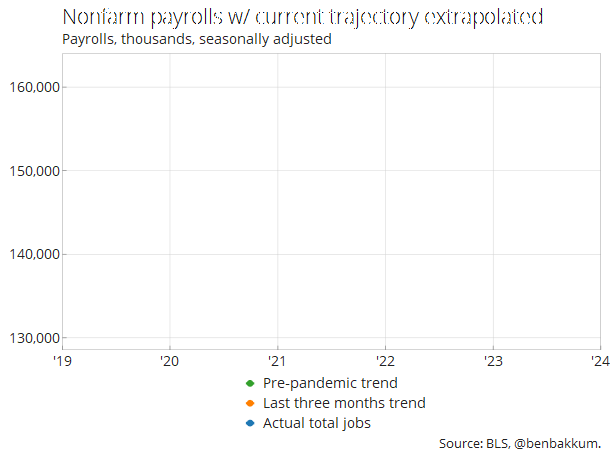 Nonfarm payrolls w/ current trajectory extrapolated
Payrolls, thousands, seasonally adjusted
160,000
150,000
140,000
130,000
'19 '20 '21 '22 '23 '24
Pre-pandemic trend
Last three months trend
Actual total jobs
Source: BLS, @benbakkum.